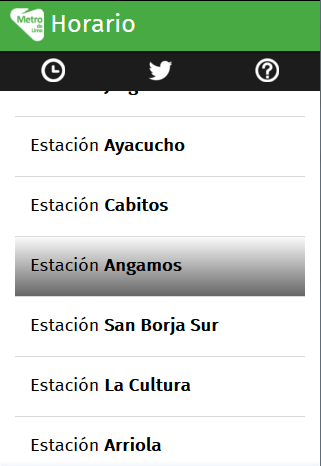 Metro
de
Lima
Horario
Estación Ayacucho
Estación Cabitos
Estación Angamos
Estación San Borja Sur
Estación La Cultura
Estación Arriola